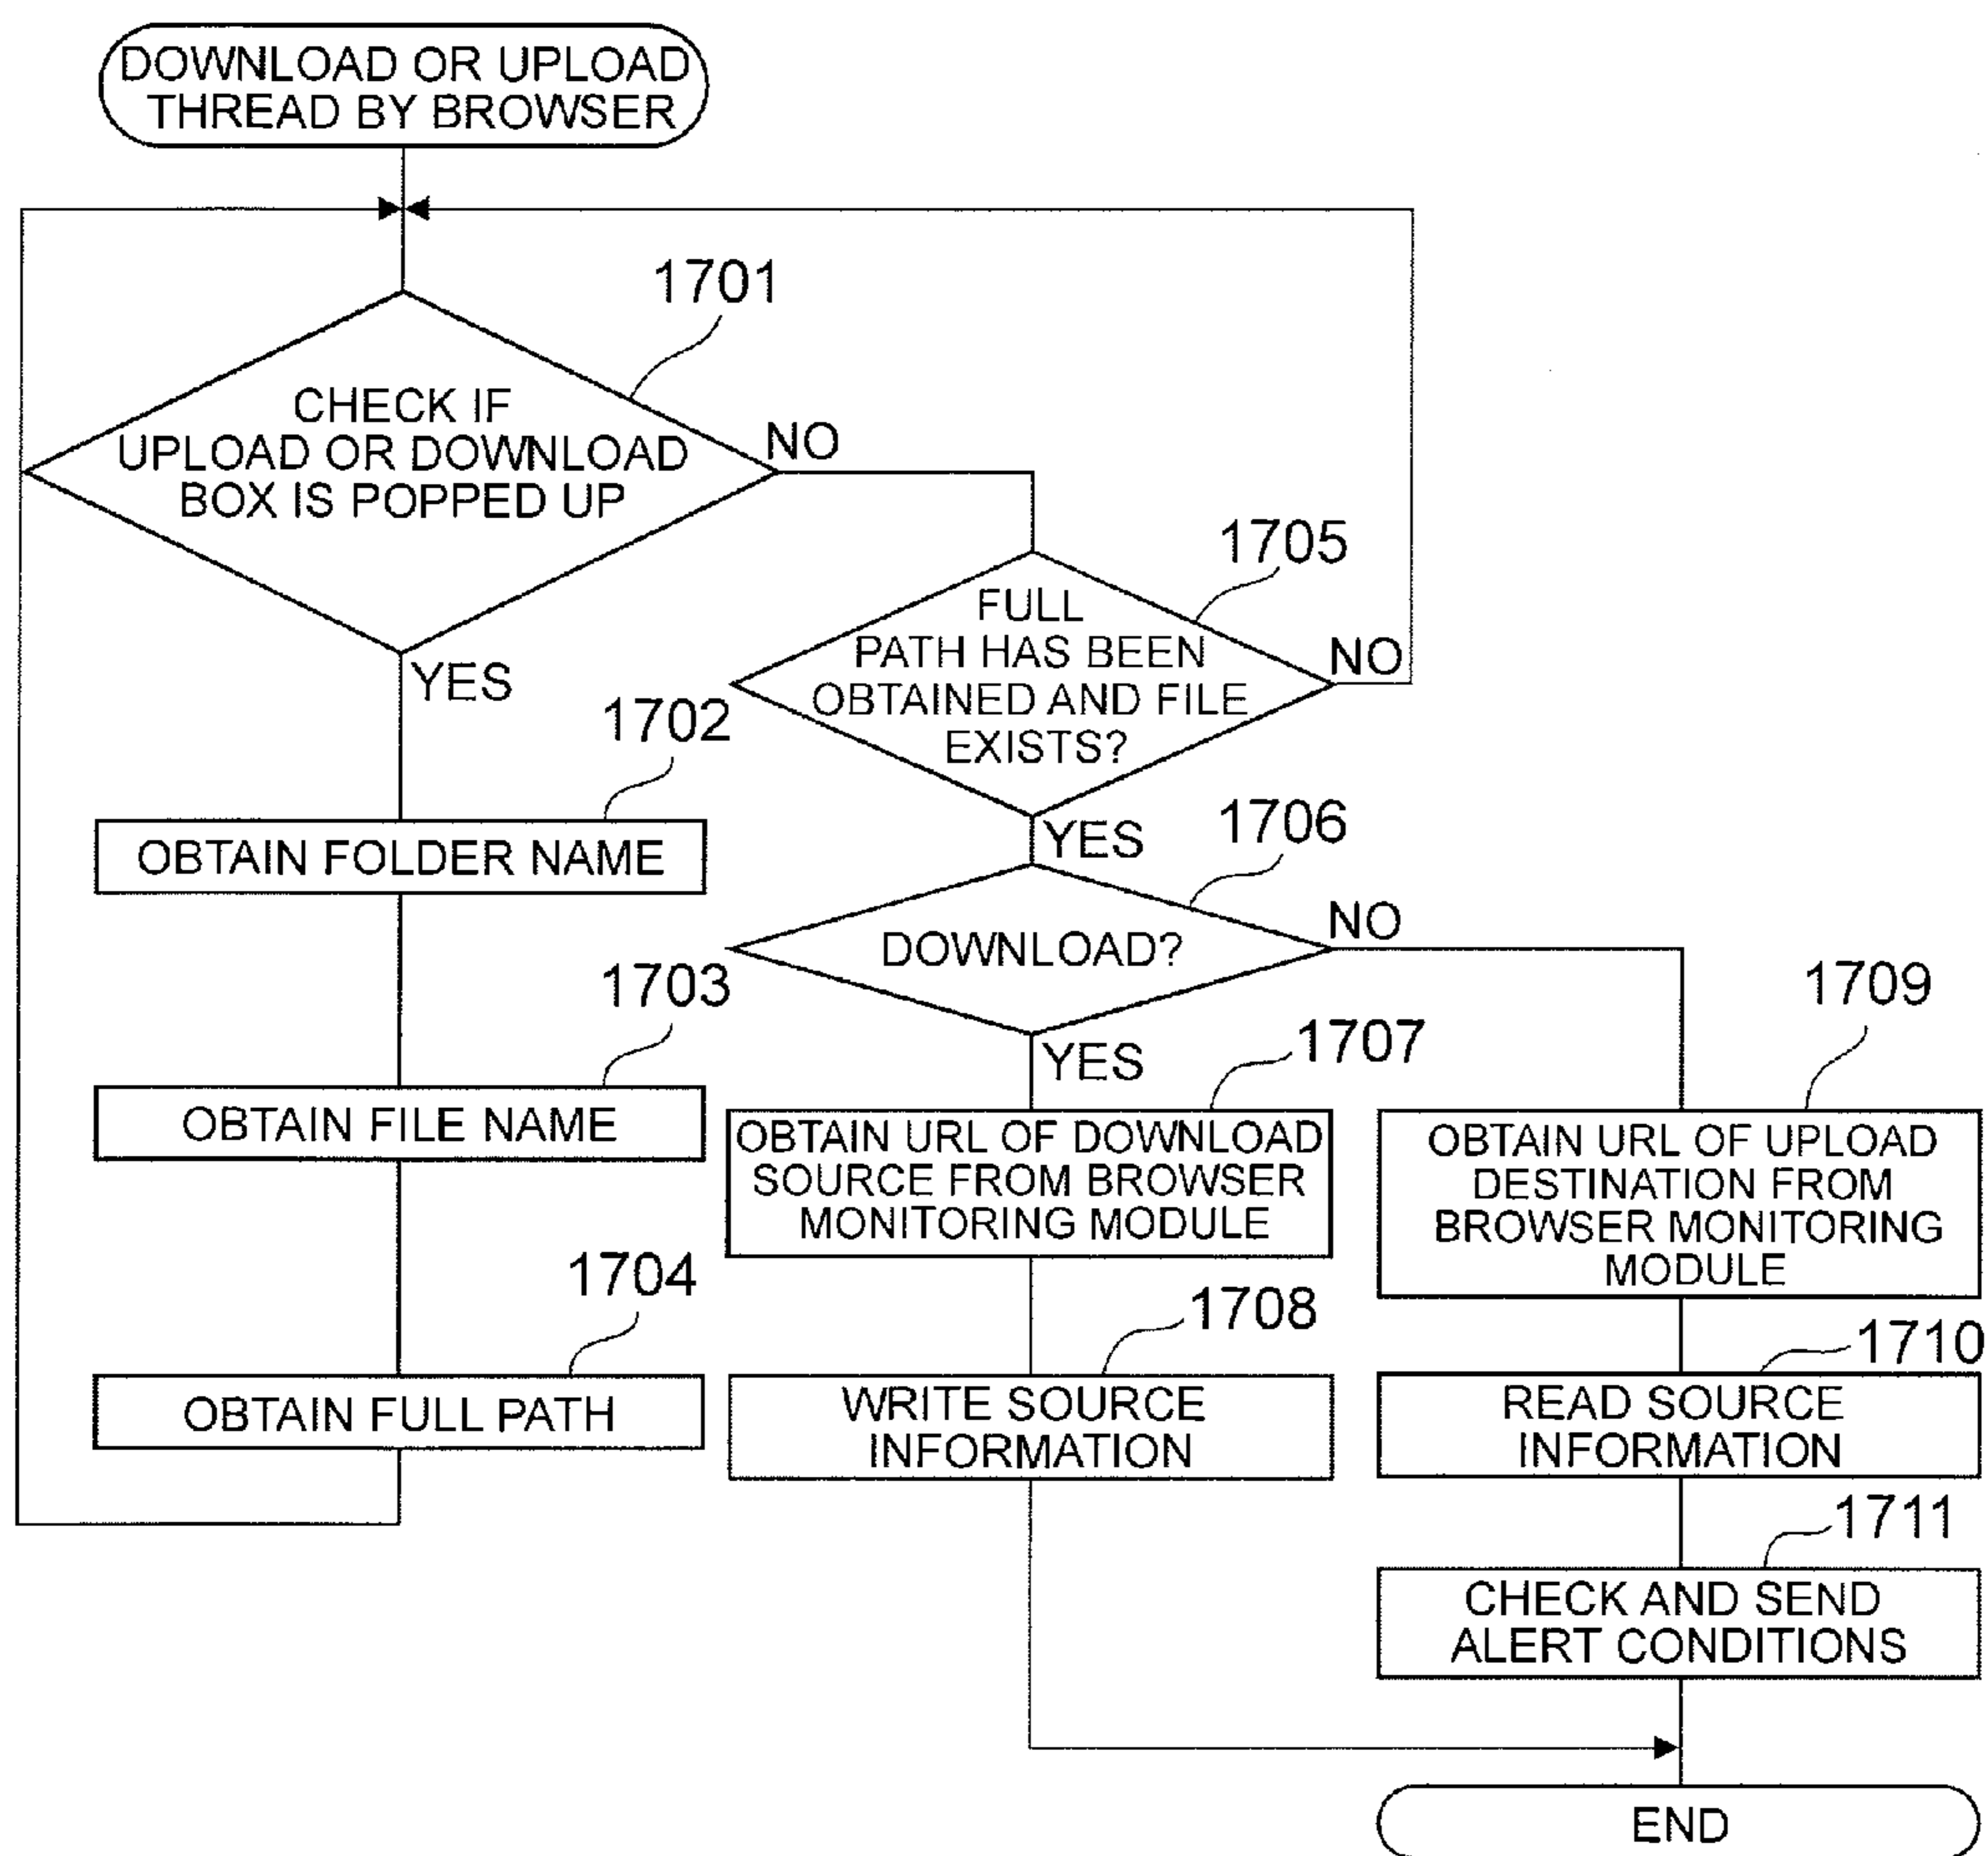 DOWNLOAD OR UPLOAD
THREAD BY BROWSER
1701
CHECK IF
UPLOAD OR DOWNLOAD
BOX IS POPPED UP
NO
YES
1702
OBTAIN FOLDER NAME
1703
OBTAIN FILE NAME
1704
OBTAIN FULL PATH
1705
FULL
PATH HAS BEEN
OBTAINED AND FILE
EXISTS?
NO
YES
1706
DOWNLOAD?
NO
YES
1707
OBTAIN URL OF DOWNLOAD
SOURCE FROM BROWSER
MONITORING MODULE
1708
WRITE SOURCE
INFORMATION
1709
OBTAIN URL OF UPLOAD
DESTINATION FROM
BROWSER MONITORING
MODULE
1710
READ SOURCE
INFORMATION
1711
CHECK AND SEND
ALERT CONDITIONS
END